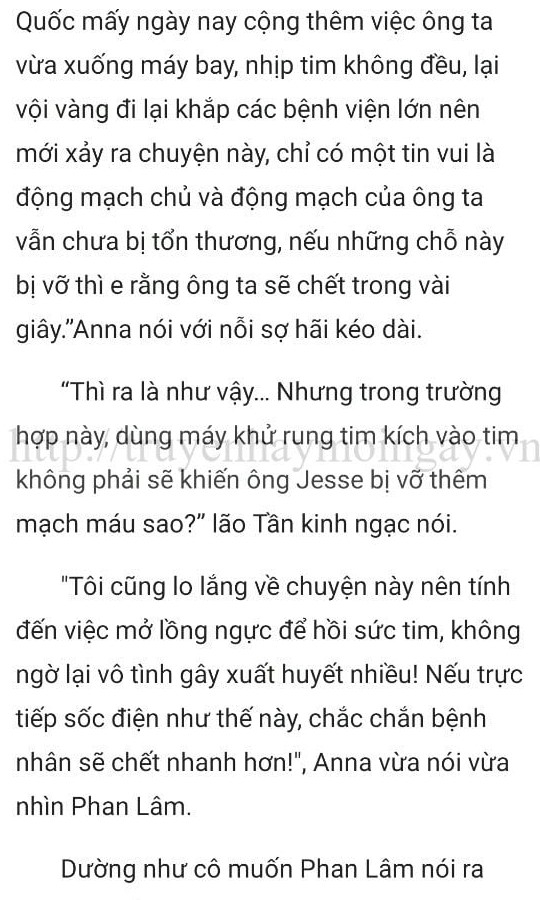 Quốc mấy ngày nay cộng thêm việc ông ta
vừa xuống máy bay, nhịp tim không đều, lại
vội vàng đi lại khắp các bệnh viện lớn nên
mới xảy ra chuyện này, chỉ có một tin vui là
động mạch chủ và động mạch của ông ta
vẫn chưa bị tổn thương, nếu những chỗ này
bị vỡ thì e rằng ông ta sẽ chết trong vài
giây.”Anna nói với nỗi sợ hãi kéo dài.
“Thì ra là như vậy... Nhưng trong trường
hợp này, dùng máy khử rung tim kích vào tim
http://truyenhaymoingay.vn
không phải sẽ khiến ông Jesse bị vỡ thêm
mạch máu sao?” lão Tần kinh ngạc nói.
"Tôi cũng lo lắng về chuyện này nên tính
đến việc mở lồng ngực để hồi sức tim, không
ngờ lại vô tình gây xuất huyết nhiều! Nếu trực
tiếp sốc điện như thế này, chắc chắn bệnh
nhân sẽ chết nhanh hơn!", Anna vừa nói vừa
nhìn Phan Lâm.
Dường như cô muốn Phan Lâm nói ra